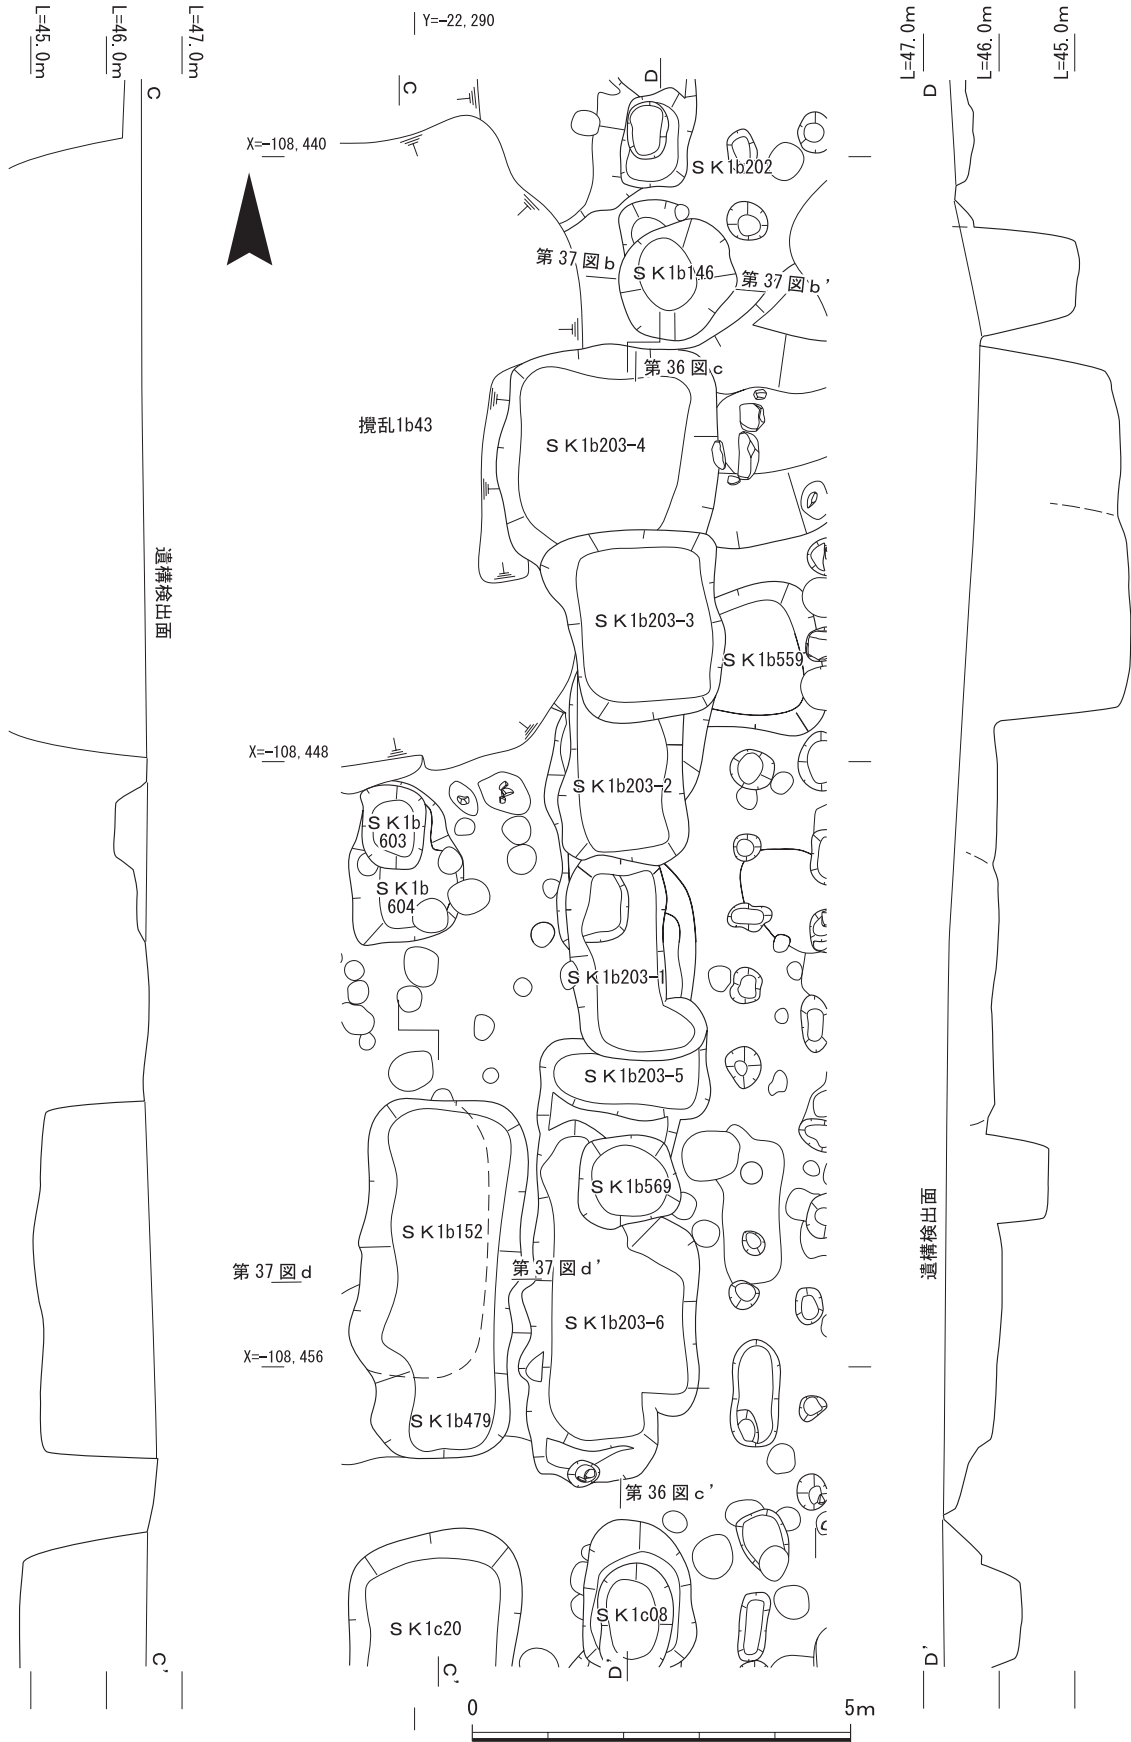 L=45.0m
L=46.0m
L=47.0m
Y=-22,290
L=47.0m
L=46.0m
L=45.0m
C
C
D
D
X=-108,440
SK1b202
第37図b
SK1b146
第37図b'
第36図c
攪乱1b43
SK1b203-4
遺構検出面
SK1b203-3
SK1b559
X=-108,448
SK1b203-2
SK1b
603
SK1b
604
SK1b203-1
SK1b203-5
SK1b569
SK1b152
遺構検出面
第37図d
第37図d'
SK1b203-6
X=-108,456
SK1b479
第36図c'
SK1c08
SK1c20
C'
C'
D'
D'
0
5m